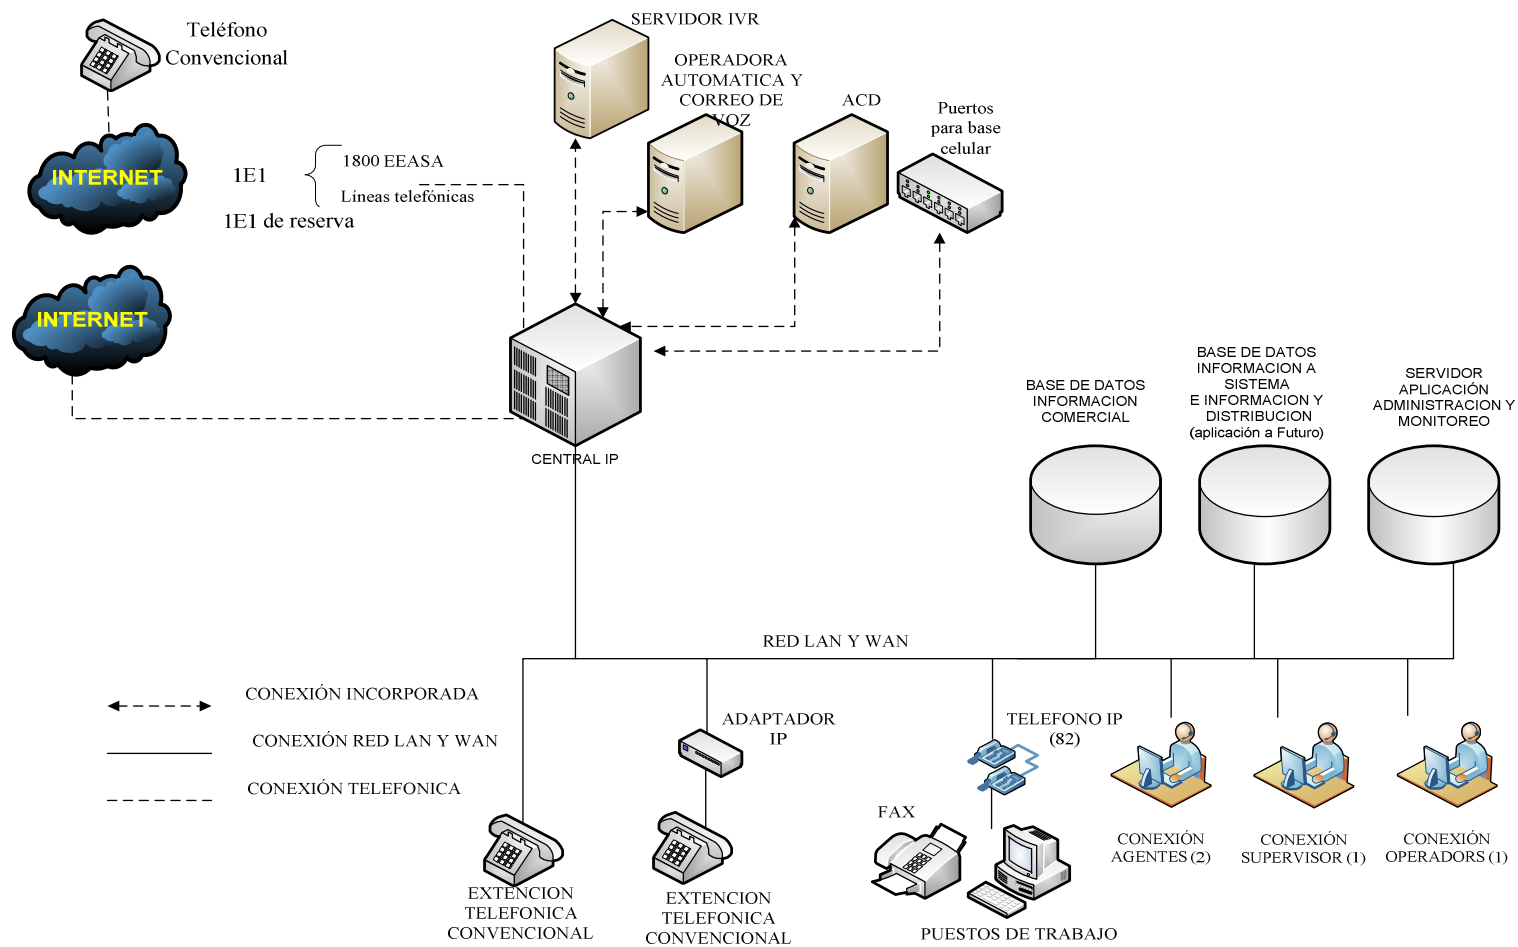 Teléfono
Convencional
SERVIDOR IVR
OPERADORA
AUTOMATICA Y
CORREO DE
VOZ
ACD
Puertos
para base
celular
INTERNET
1E1
1800 EEASA
Líneas telefónicas
1E1 de reserva
INTERNET
CENTRAL IP
BASE DE DATOS
INFORMACION
COMERCIAL
BASE DE DATOS
INFORMACION A
SISTEMA
E INFORMACION Y
DISTRIBUCION
(aplicación a Futuro)
SERVIDOR
APLICACIÓN
ADMINISTRACION Y
MONITOREO
RED LAN Y WAN
CONEXIÓN INCORPORADA
CONEXIÓN RED LAN Y WAN
CONEXIÓN TELEFONICA
ADAPTADOR
IP
TELEFONO IP
(82)
FAX
EXTENCION
TELEFONICA
CONVENCIONAL
EXTENCION
TELEFONICA
CONVENCIONAL
PUESTOS DE TRABAJO
CONEXIÓN
AGENTES (2)
CONEXIÓN
SUPERVISOR (1)
CONEXIÓN
OPERADORS (1)